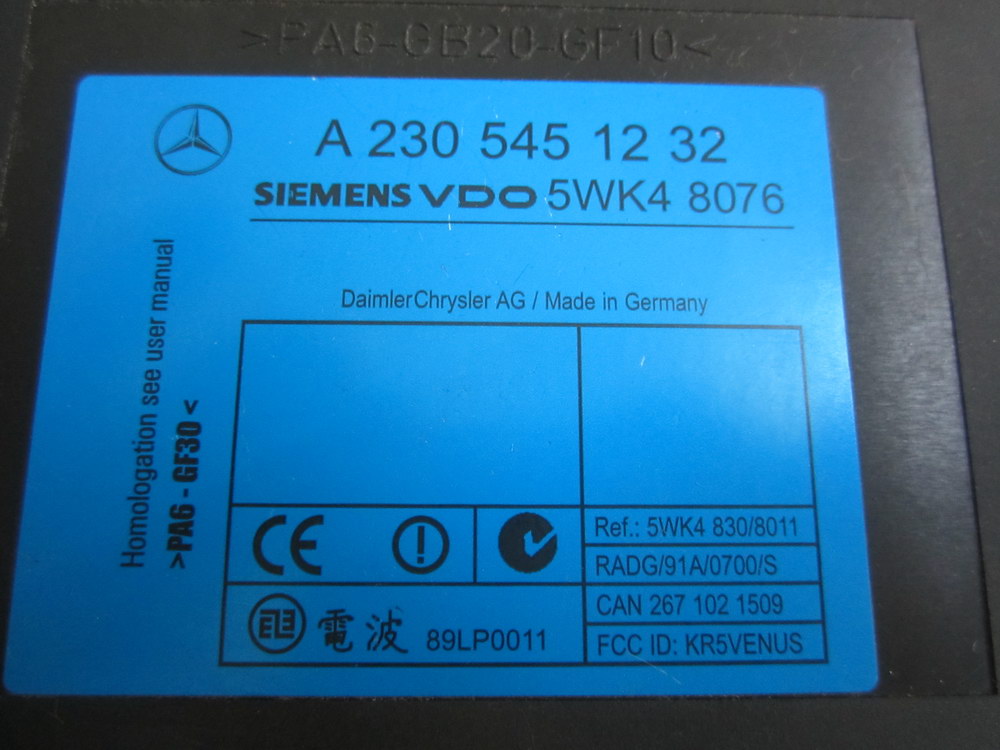 >PA6-GB20-GF10<
A 230 545 12 32
SIEMENS VDO 5WK4 8076
DaimlerChrysler AG / Made in Germany
Homologation see user manual
>PA6 - GF30<
CE
Ref.: 5WK4 830/8011
RADG/91A/0700/S
CAN 267 102 1509
FCC ID: KR5VENUS
電波 89LP0011